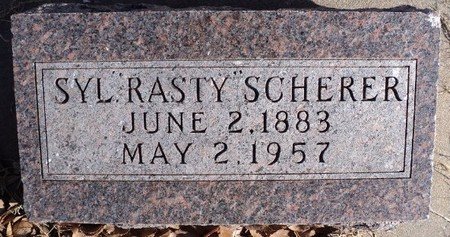 SYL "RASTY" SCHERER
JUNE 2, 1883
MAY 2, 1957